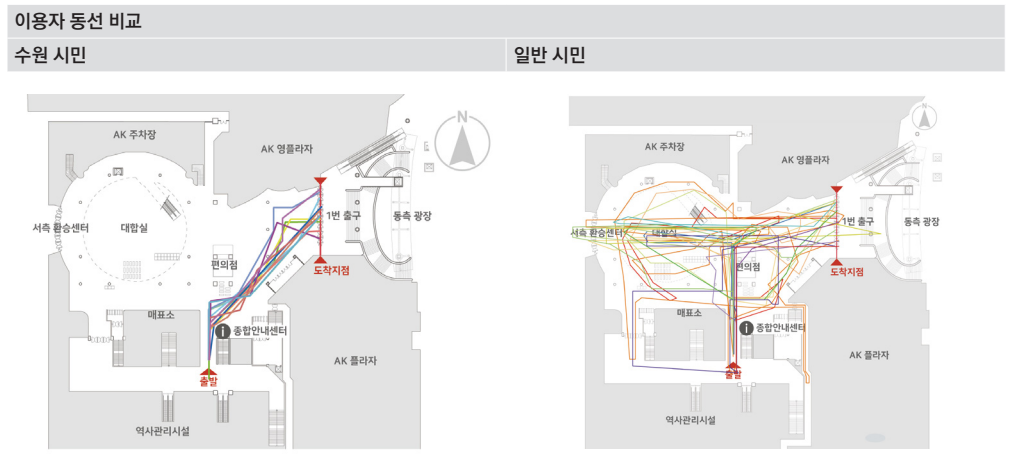 이용자 동선 비교
수원 시민
일반 시민
AK 주차장
AK 영플라자
N
서측 환승센터
대합실
1번 출구
동측 광장
편의점
도착지점
매표소
i 종합안내센터
AK 플라자
출발
역사관리시설
AK 주차장
AK 영플라자
N
서측 환승센터
대합실
1번 출구
동측 광장
편의점
도착지점
매표소
i 종합안내센터
AK 플라자
출발
역사관리시설